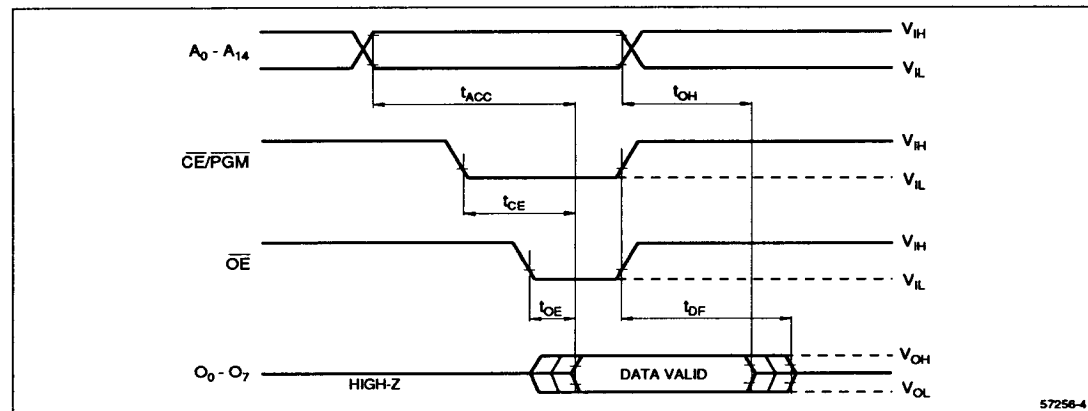 A0 - A14
VIH
VIL
tACC
tOH
CE/PGM
VIH
VIL
tCE
OE
VIH
VIL
tOE
tDF
O0 - O7
HIGH-Z
DATA VALID
VOH
VOL
57256-4